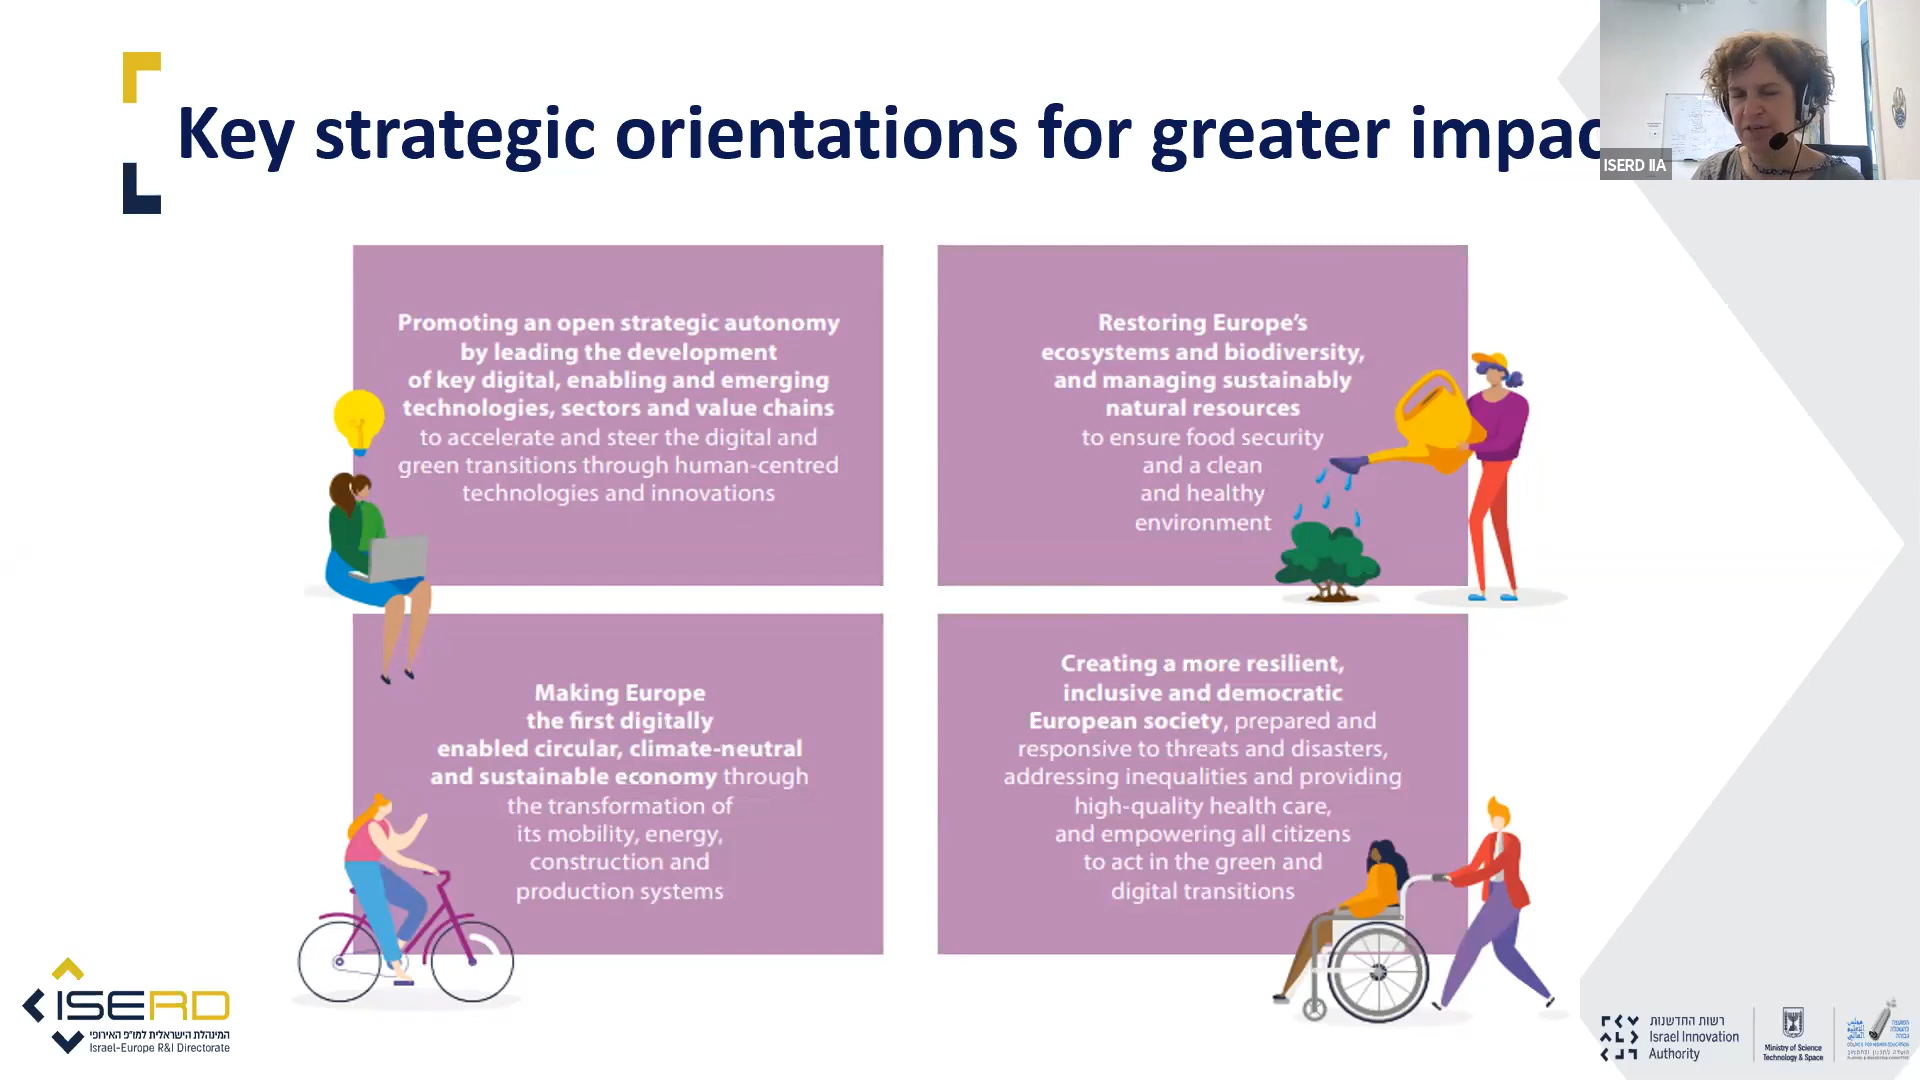 Key strategic orientations for greater impac
ISERD IIA
Promoting an open strategic autonomy
by leading the development
of key digital, enabling and emerging
technologies, sectors and value chains
to accelerate and steer the digital and
green transitions through human-centred
technologies and innovations
Restoring Europe's
ecosystems and biodiversity,
and managing sustainably
natural resources
to ensure food security
and a clean
and healthy
environment
Making Europe
the first digitally
enabled circular, climate-neutral
and sustainable economy through
the transformation of
its mobility, energy,
construction and
production systems
Creating a more resilient,
inclusive and democratic
European society, prepared and
responsive to threats and disasters,
addressing inequalities and providing
high-quality health care,
and empowering all citizens
to act in the green and
digital transitions
ISERD
המינהלת הישראלית למו״פ האירופי
Israel-Europe R&I Directorate
רשות החדשנות
Israel Innovation
Authority
Ministry of Science
Technology & Space